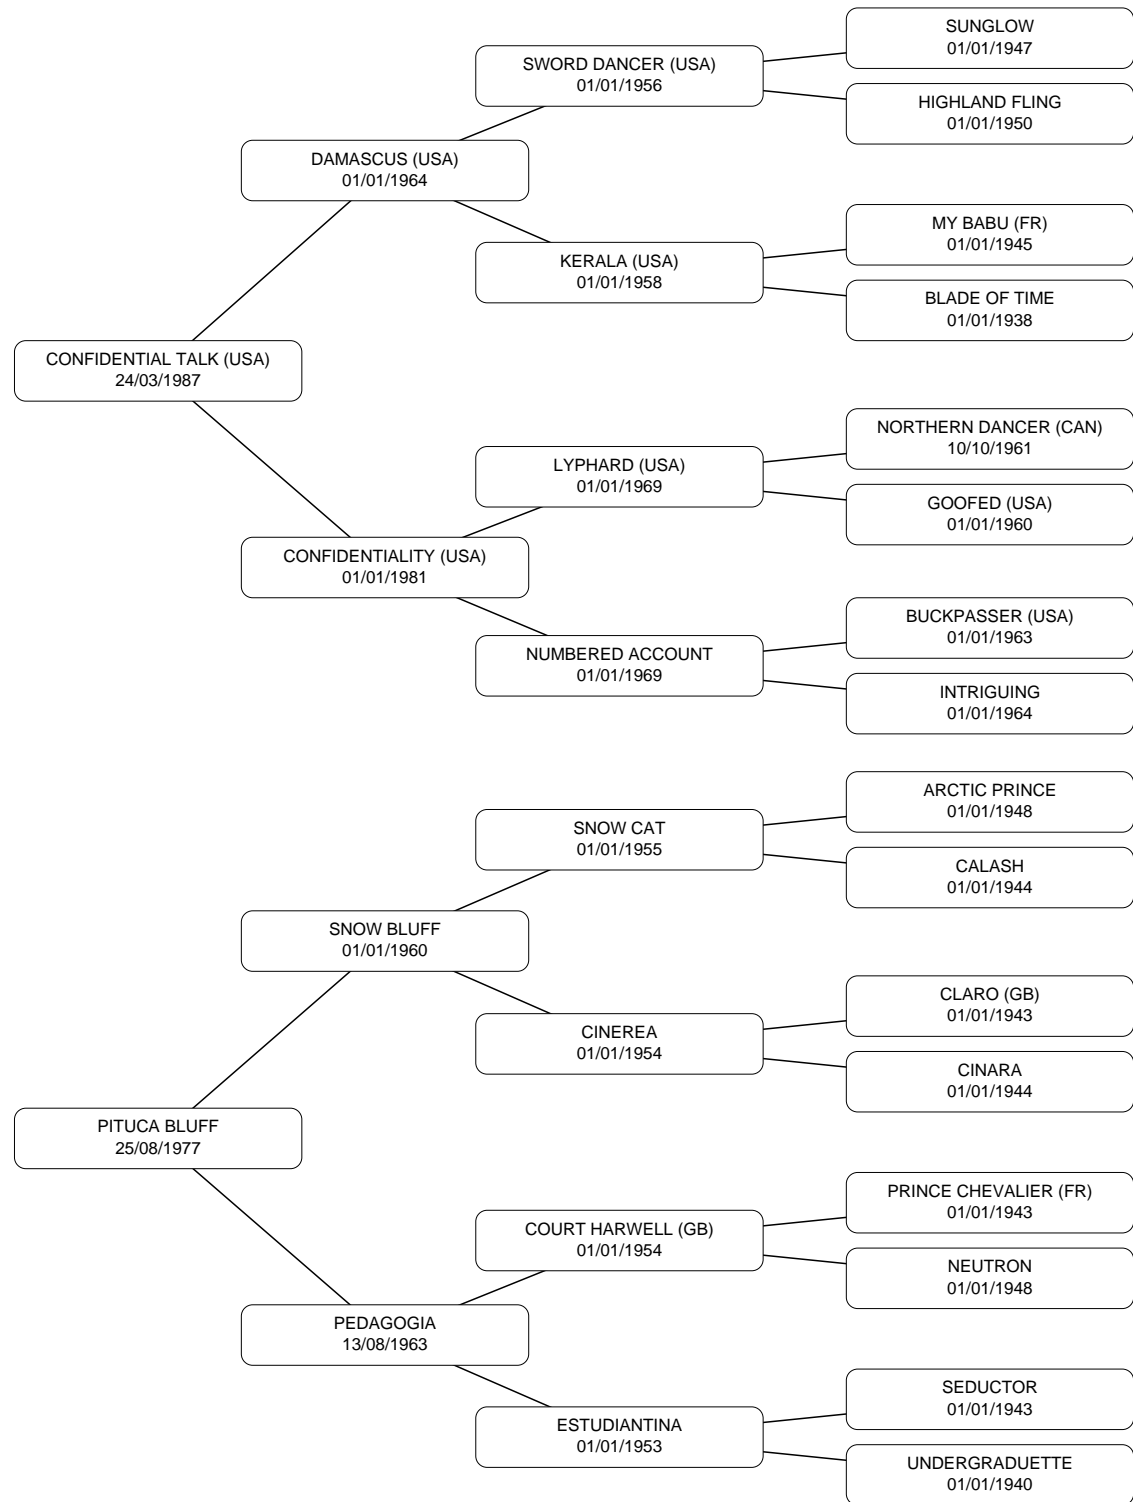 SUNGLOW
01/01/1947
SWORD DANCER (USA)
01/01/1956
HIGHLAND FLING
01/01/1950
DAMASCUS (USA)
01/01/1964
MY BABU (FR)
01/01/1945
KERALA (USA)
01/01/1958
BLADE OF TIME
01/01/1938
CONFIDENTIAL TALK (USA)
24/03/1987
NORTHERN DANCER (CAN)
10/10/1961
LYPHARD (USA)
01/01/1969
GOOFED (USA)
01/01/1960
CONFIDENTIALITY (USA)
01/01/1981
BUCKPASSER (USA)
01/01/1963
NUMBERED ACCOUNT
01/01/1969
INTRIGUING
01/01/1964
ARCTIC PRINCE
01/01/1948
SNOW CAT
01/01/1955
CALASH
01/01/1944
SNOW BLUFF
01/01/1960
CLARO (GB)
01/01/1943
CINEREA
01/01/1954
CINARA
01/01/1944
PITUCA BLUFF
25/08/1977
PRINCE CHEVALIER (FR)
01/01/1943
COURT HARWELL (GB)
01/01/1954
NEUTRON
01/01/1948
PEDAGOGIA
13/08/1963
SEDUCTOR
01/01/1943
ESTUDIANTINA
01/01/1953
UNDERGRADUETTE
01/01/1940